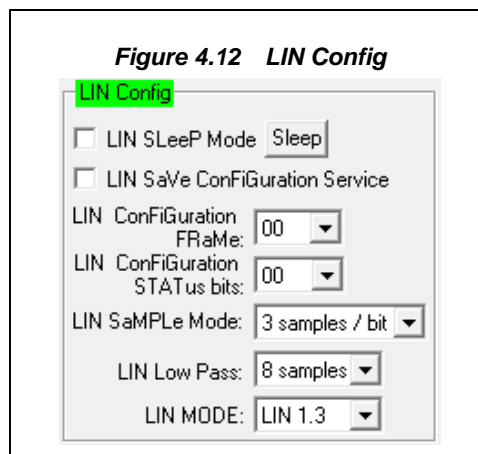 Figure 4.12 LIN Config
LIN Config
LIN SLeeP Mode Sleep
LIN SaVe ConFiGuration Service
LIN ConFiGuration
FRaMe: 00
LIN ConFiGuration
STATus bits: 00
LIN SaMPLe Mode: 3 samples / bit
LIN Low Pass: 8 samples
LIN MODE: LIN 1.3